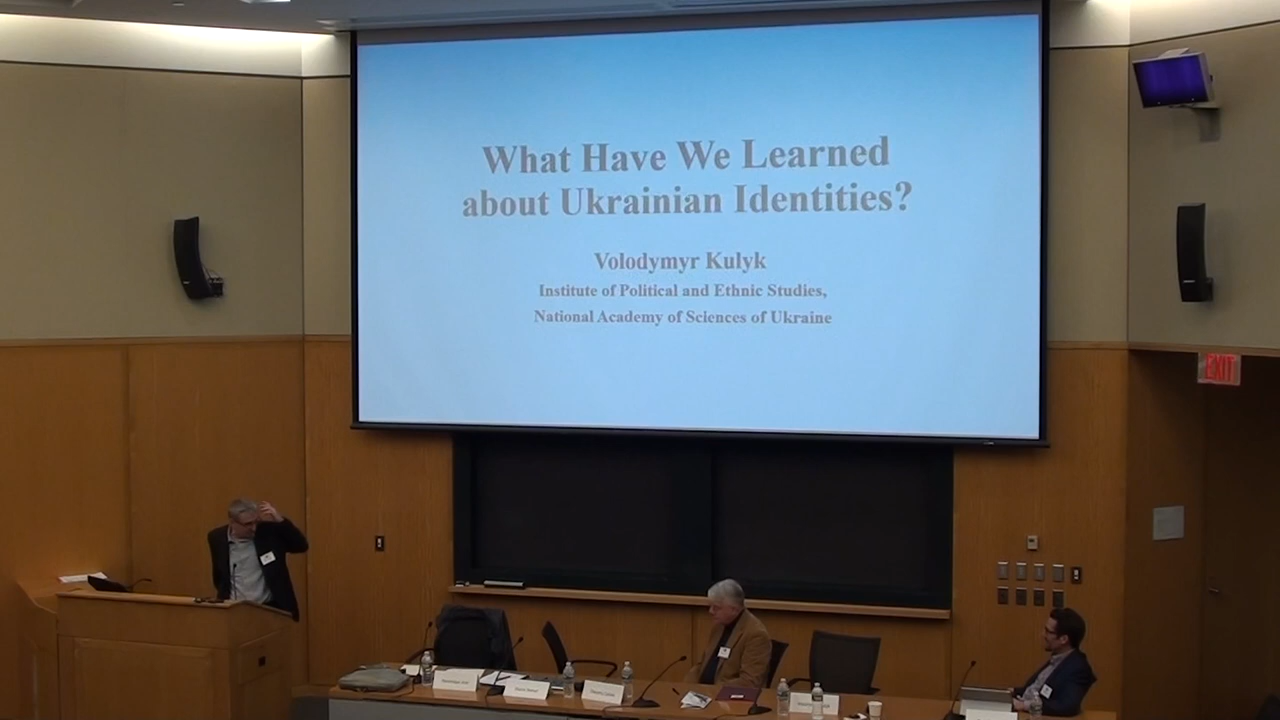 What Have We Learned
about Ukrainian Identities?
Volodymyr Kulyk
Institute of Political and Ethnic Studies,
National Academy of Sciences of Ukraine
EXIT